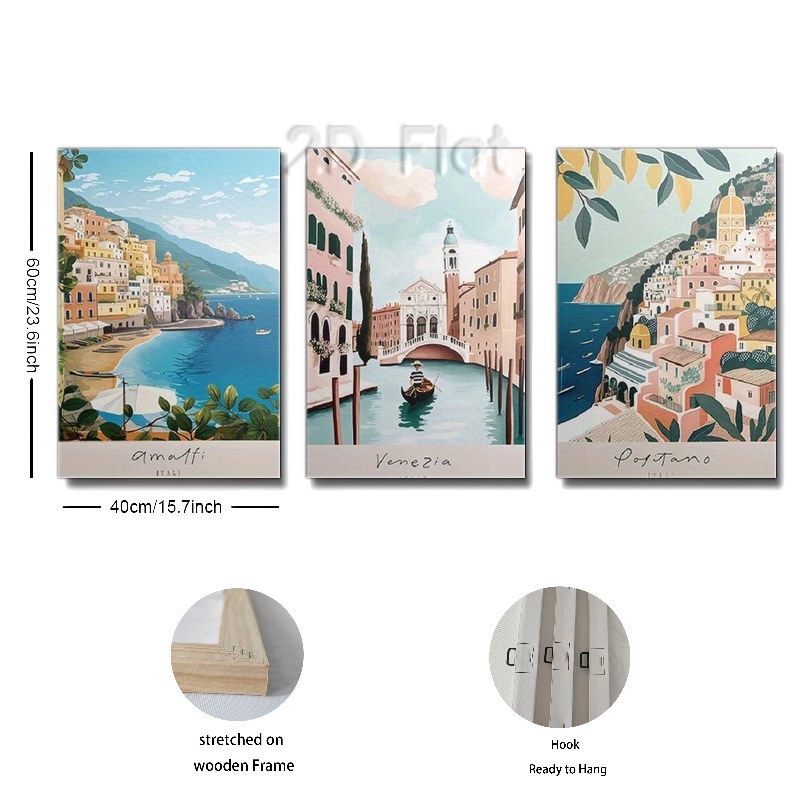 2D Flat
60cm/23.6inch
amalfi
ITALY
Venezia
Positano
ITALY
40cm/15.7inch
stretched on
wooden Frame
Hook
Ready to Hang